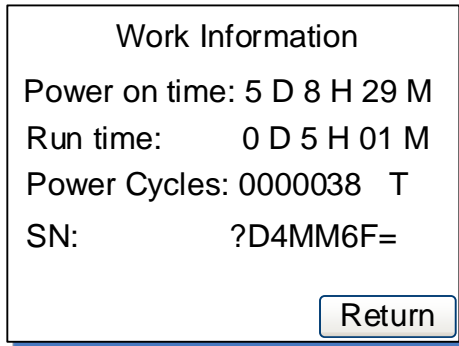 Work Information
Power on time: 5 D 8 H 29 M
Run time: 0 D 5 H 01 M
Power Cycles: 0000038 T
SN: ?D4MM6F=
Return